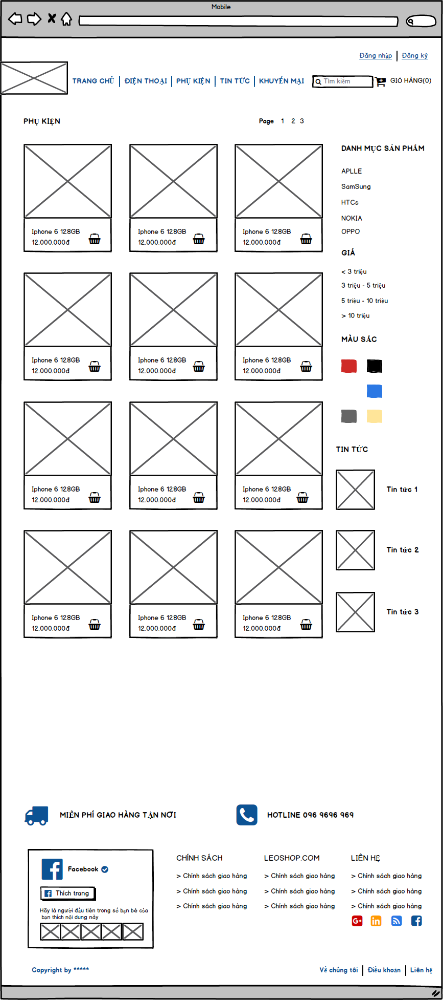 Mobile
Đăng nhập
Đăng ký
TRANG CHỦ
ĐIỆN THOẠI
PHỤ KIỆN
TIN TỨC
KHUYẾN MẠI
Tìm kiếm
GIỎ HÀNG(0)
PHỤ KIỆN
Page 1 2 3
Iphone 6 128GB
12.000.000đ
Iphone 6 128GB
12.000.000đ
Iphone 6 128GB
12.000.000đ
Iphone 6 128GB
12.000.000đ
Iphone 6 128GB
12.000.000đ
Iphone 6 128GB
12.000.000đ
Iphone 6 128GB
12.000.000đ
Iphone 6 128GB
12.000.000đ
Iphone 6 128GB
12.000.000đ
Iphone 6 128GB
12.000.000đ
Iphone 6 128GB
12.000.000đ
Iphone 6 128GB
12.000.000đ
DANH MỤC SẢN PHẨM
APLLE
SamSung
HTCs
NOKIA
OPPO
GIÁ
< 3 triệu
3 triệu - 5 triệu
5 triệu - 10 triệu
> 10 triệu
MÀU SẮC
TIN TỨC
Tin tức 1
Tin tức 2
Tin tức 3
MIỄN PHÍ GIAO HÀNG TẬN NƠI
HOTLINE 096 9696 969
Facebook
Thích trang
Hãy là người đầu tiên trong số bạn bè của
bạn thích nội dung này
CHÍNH SÁCH
> Chính sách giao hàng
> Chính sách giao hàng
> Chính sách giao hàng
LEOSHOP.COM
> Chính sách giao hàng
> Chính sách giao hàng
> Chính sách giao hàng
LIÊN HỆ
> Chính sách giao hàng
> Chính sách giao hàng
> Chính sách giao hàng
Copyright by *****
Về chúng tôi
Điều khoản
Liên hệ